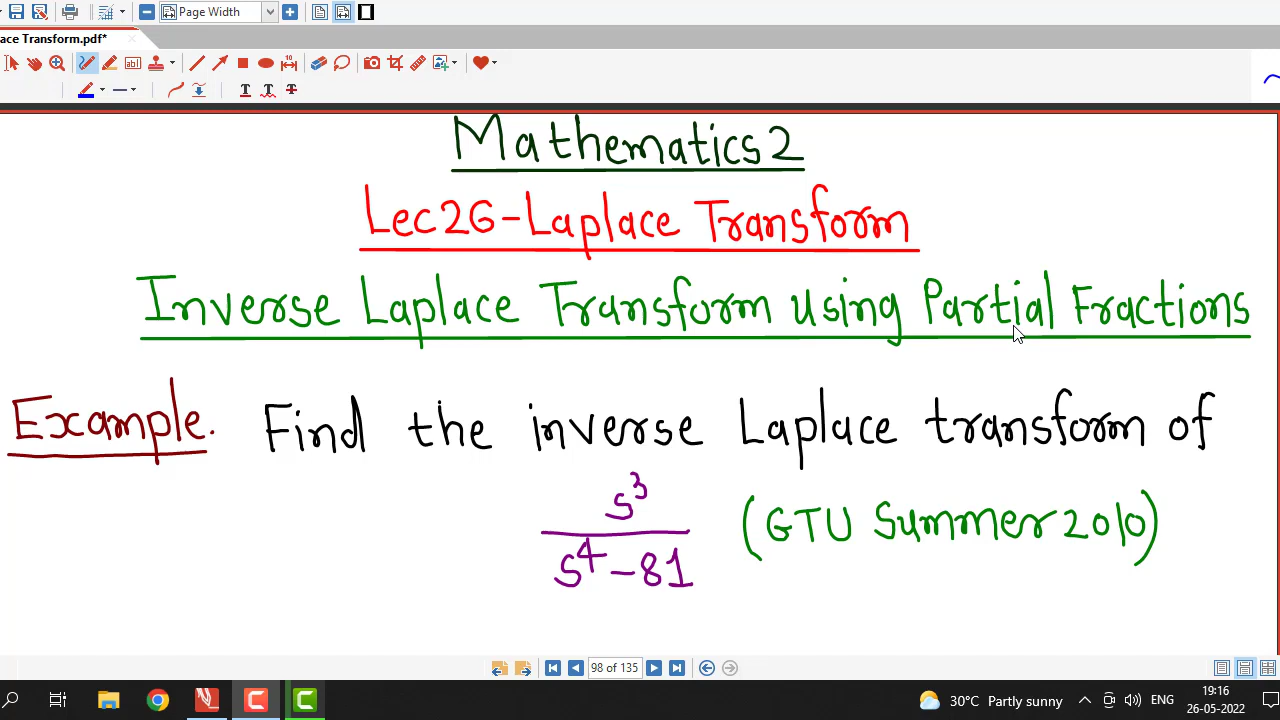 Page Width
ace Transform.pdf*
Mathematics 2
Lec26-Laplace Transform
Inverse Laplace Transform using Partial Fractions
Example. Find the inverse Laplace transform of
s³
s⁴-81
(GTU Summer 2010)
98 of 135
30°C Partly sunny
ENG
19:16
26-05-2022